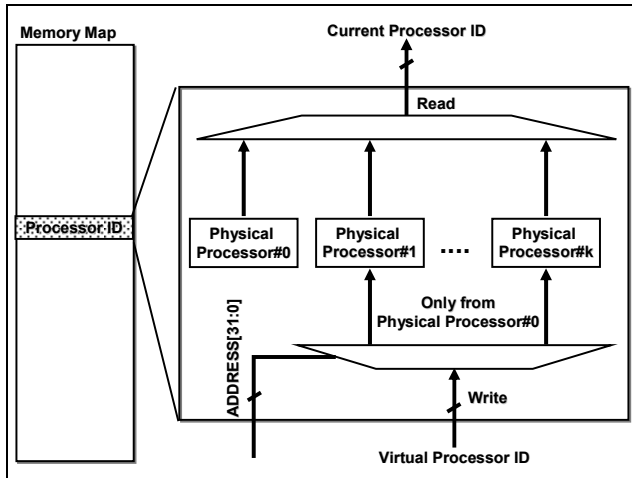 Current Processor ID
Memory Map
Read
Processor ID
Physical
Processor#0
Physical
Processor#1
....
Physical
Processor#k
Only from
Physical Processor#0
ADDRESS[31:0]
Write
Virtual Processor ID